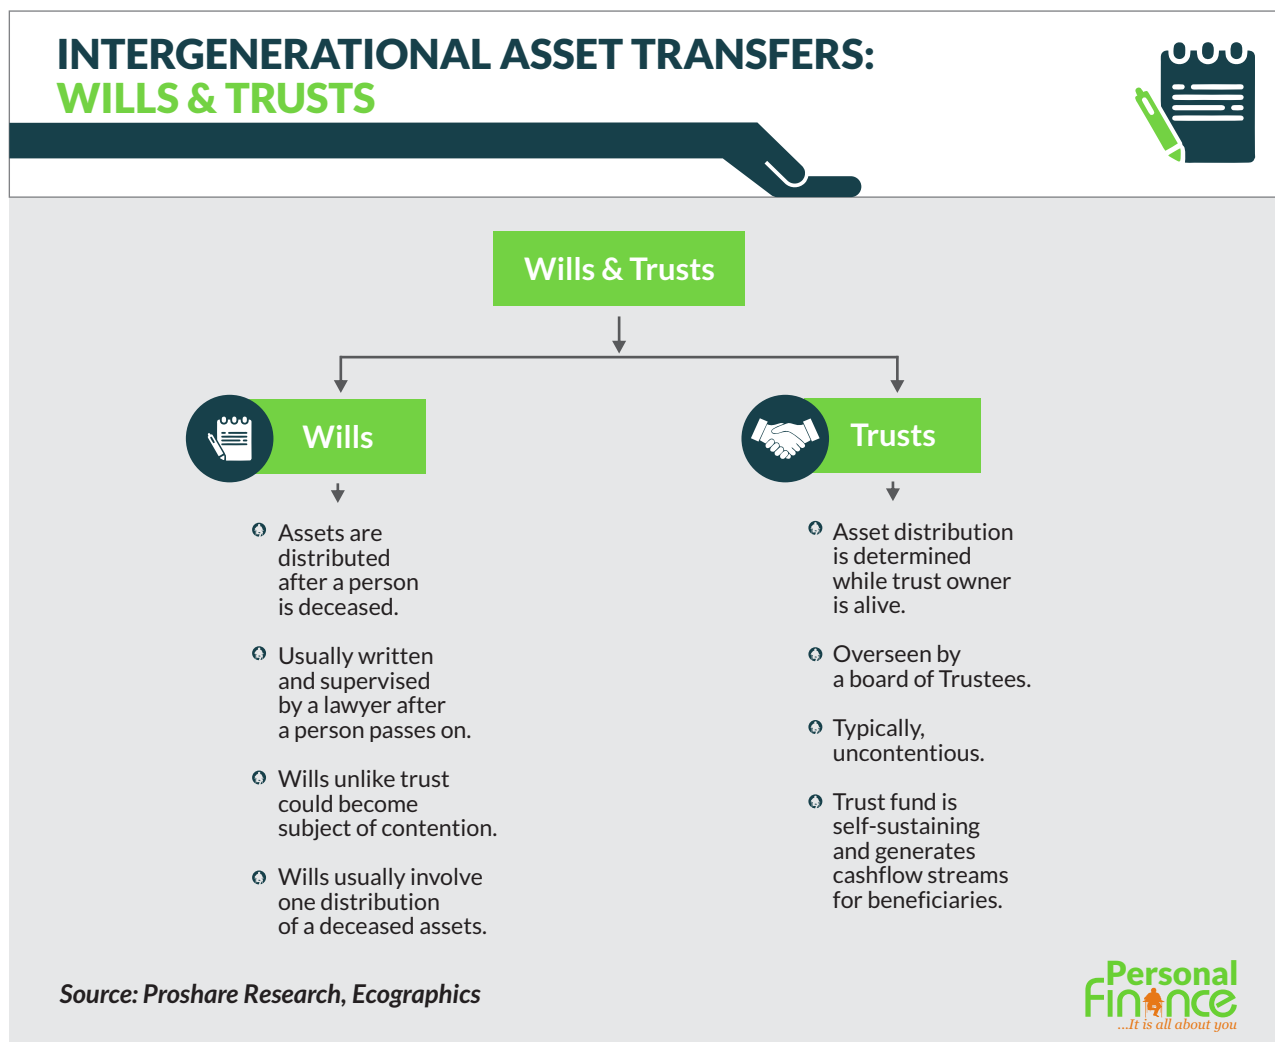 INTERGENERATIONAL ASSET TRANSFERS:
WILLS & TRUSTS
Wills & Trusts
Wills
Assets are
distributed
after a person
is deceased.
Usually written
and supervised
by a lawyer after
a person passes on.
Wills unlike trust
could become
subject of contention.
Wills usually involve
one distribution
of a deceased assets.
Trusts
Asset distribution
is determined
while trust owner
is alive.
Overseen by
a board of Trustees.
Typically,
uncontentious.
Trust fund is
self-sustaining
and generates
cashflow streams
for beneficiaries.
Source: Proshare Research, Ecographics
Personal
Finance
...It is all about you